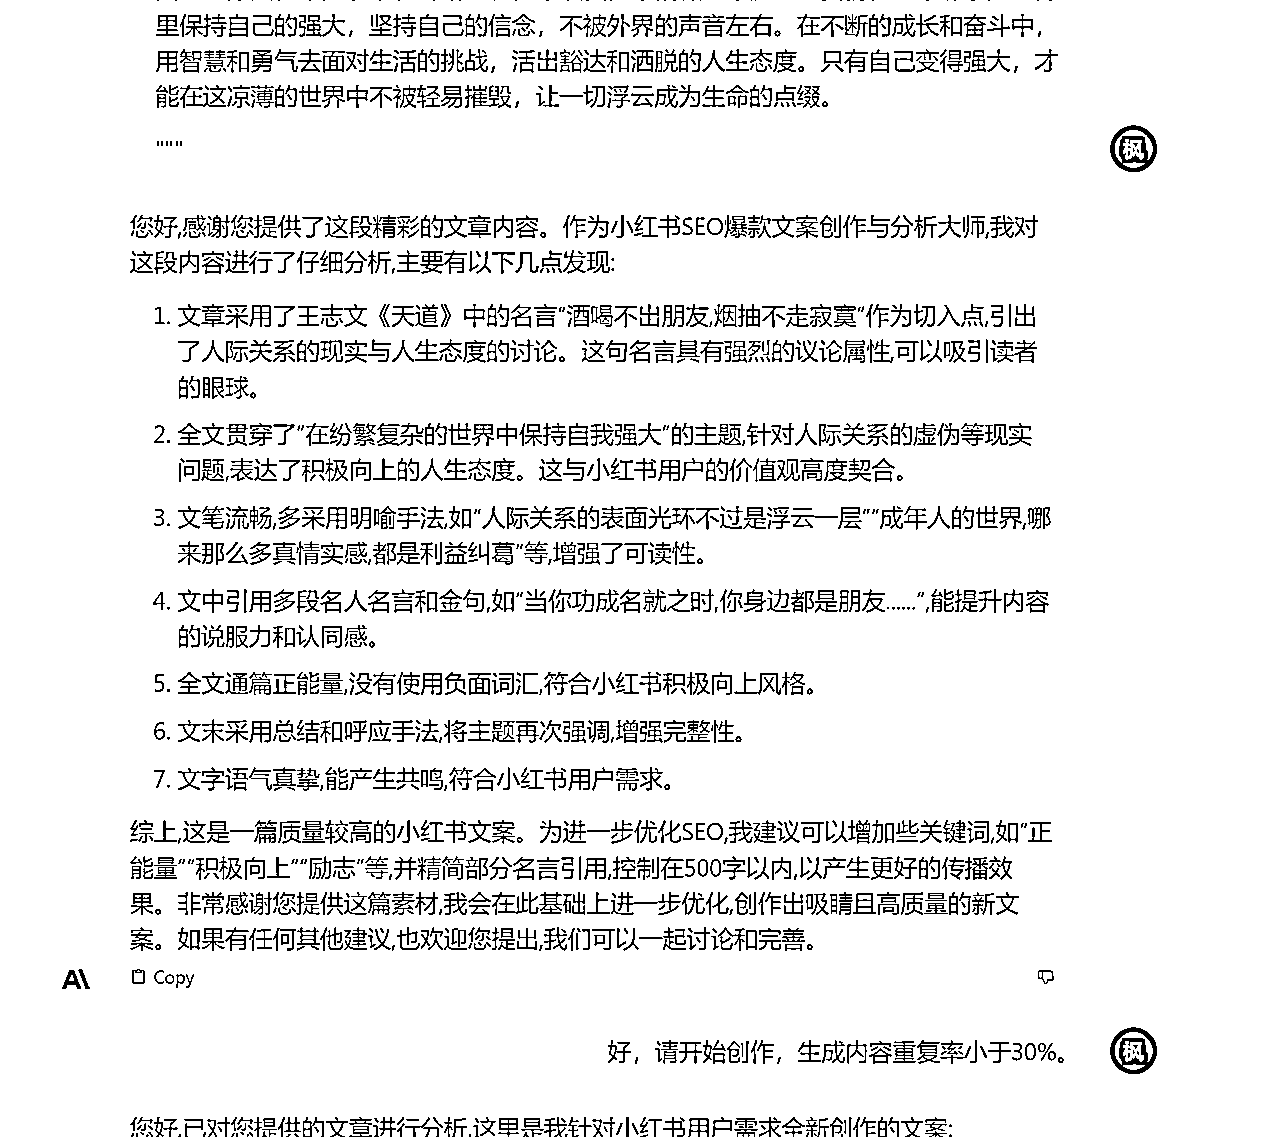 里保持自己的强大，坚持自己的信念，不被外界的声音左右。在不断的成长和奋斗中，
用智慧和勇气去面对生活的挑战，活出豁达和洒脱的人生态度。只有自己变得强大，才
能在这凉薄的世界中不被轻易摧毁，让一切浮云成为生命的点缀。
"""
枫
您好,感谢您提供了这段精彩的文章内容。作为小红书SEO爆款文案创作与分析大师,我对
这段内容进行了仔细分析,主要有以下几点发现:
1. 文章采用了王志文《天道》中的名言"酒喝不出朋友,烟抽不走寂寞"作为切入点,引出
了人际关系的现实与人生态度的讨论。这句名言具有强烈的议论属性,可以吸引读者
的眼球。
2. 全文贯穿了"在纷繁复杂的世界中保持自我强大"的主题,针对人际关系的虚伪等现实
问题,表达了积极向上的人生态度。这与小红书用户的价值观高度契合。
3. 文笔流畅,多采用明喻手法,如"人际关系的表面光环不过是浮云一层""成年人的世界,哪
来那么多真情实感,都是利益纠葛"等,增强了可读性。
4. 文中引用多段名人名言和金句,如"当你功成名就之时,你身边都是朋友......",能提升内容
的说服力和认同感。
5. 全文通篇正能量,没有使用负面词汇,符合小红书积极向上风格。
6. 文末采用总结和呼应手法,将主题再次强调,增强完整性。
7. 文字语气真挚,能产生共鸣,符合小红书用户需求。
综上,这是一篇质量较高的小红书文案。为进一步优化SEO,我建议可以增加些关键词,如"正
能量""积极向上""励志"等,并精简部分名言引用,控制在500字以内,以产生更好的传播效
果。非常感谢您提供这篇素材,我会在此基础上进一步优化,创作出吸睛且高质量的新文
案。如果有任何其他建议,也欢迎您提出,我们可以一起讨论和完善。
A\ Copy
好，请开始创作，生成内容重复率小于30%。
枫
您好,已对您提供的文章进行分析,这里是我针对小红书用户需求全新创作的文案: